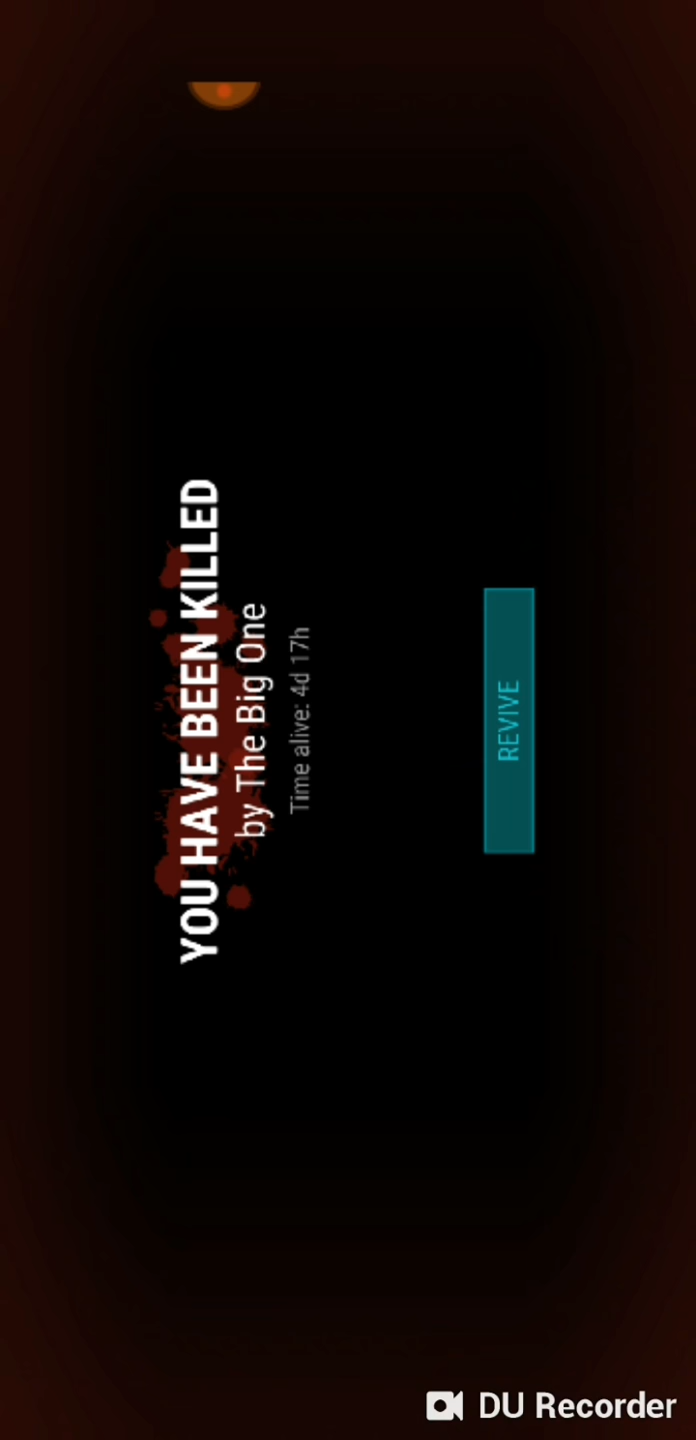 YOU HAVE BEEN KILLED
by The Big One
Time alive: 4d 17h
REVIVE
DU Recorder